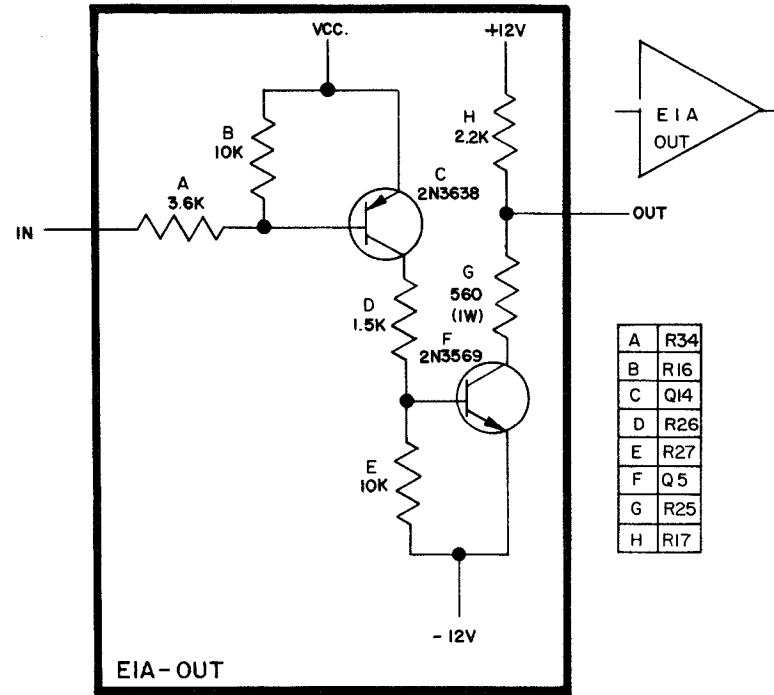 VCC.
+12V
B
10K
H
2.2K
EIA
OUT
A
3.6K
C
2N3638
IN
OUT
G
560
(1W)
D
1.5K
F
2N3569
A R34
B R16
C Q14
D R26
E R27
F Q5
G R25
H R17
E
10K
-12V
EIA-OUT